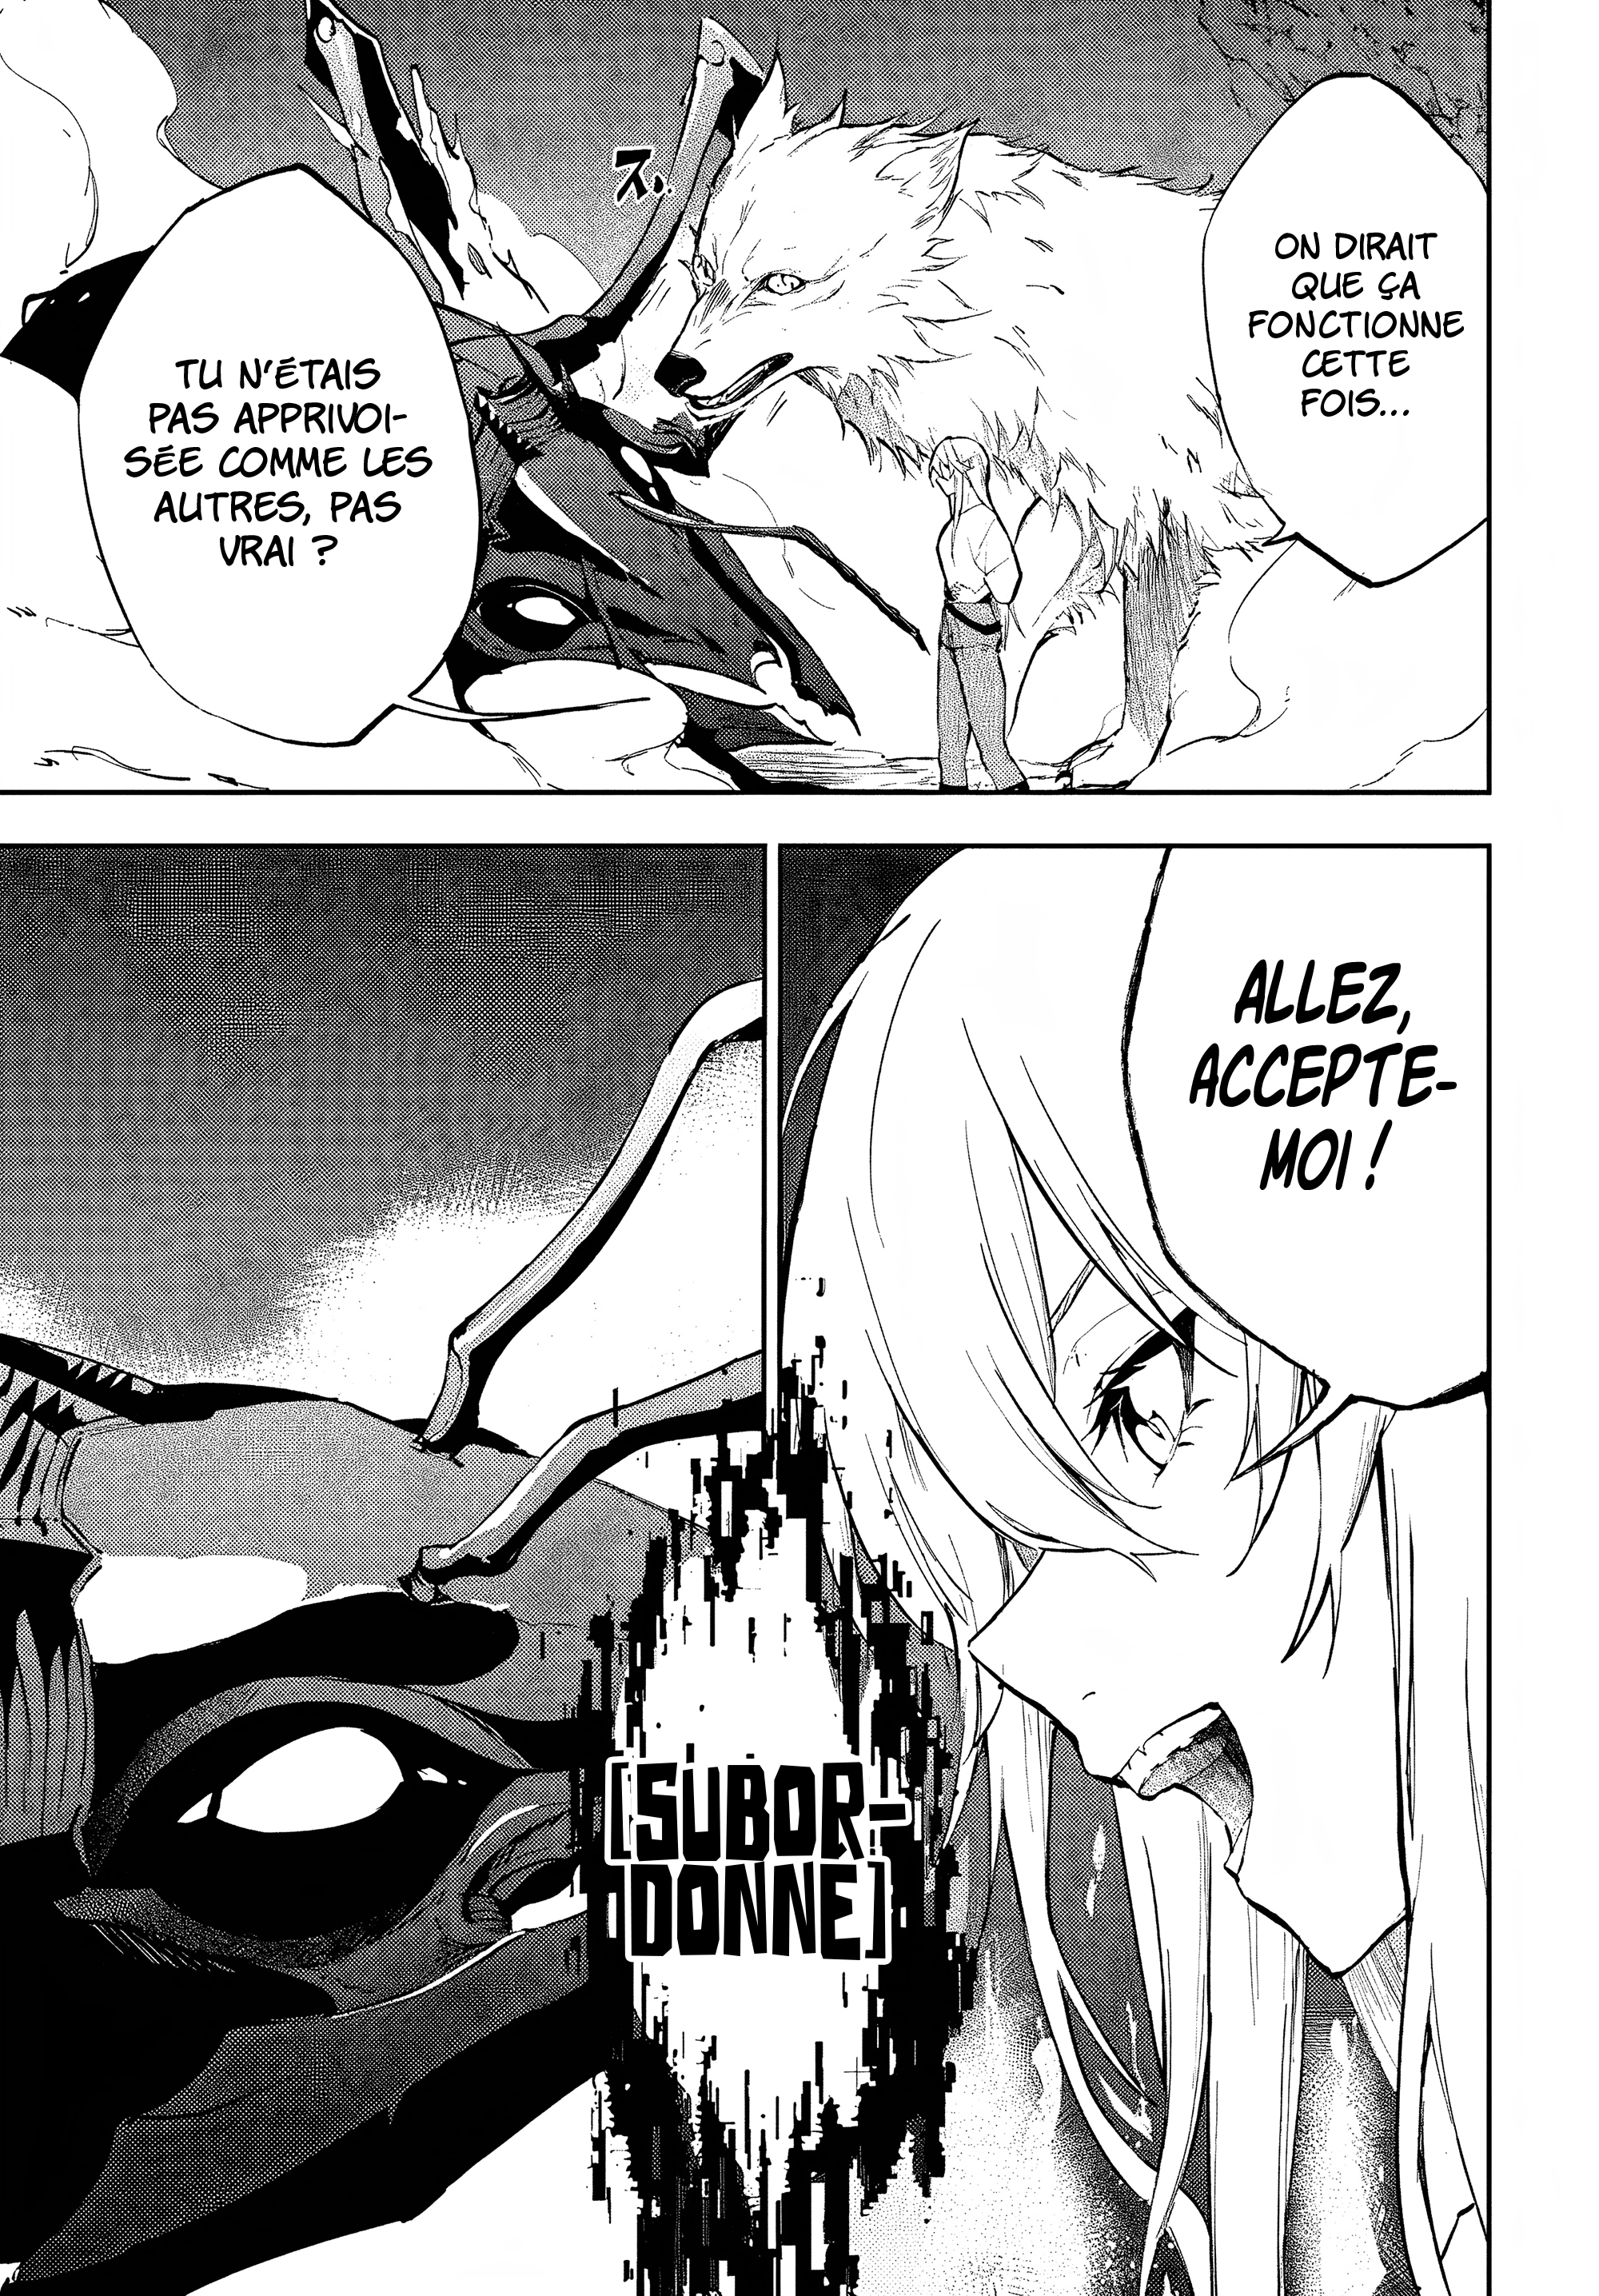 ON DIRAIT
QUE ÇA
FONCTIONNE
CETTE
FOIS...
ス
TU N'ÉTAIS
PAS APPRIVOI-
SÉE COMME LES
AUTRES, PAS
VRAI ?
ALLEZ,
ACCEPTE-
MOI !
[SUBOR-
DONNE]